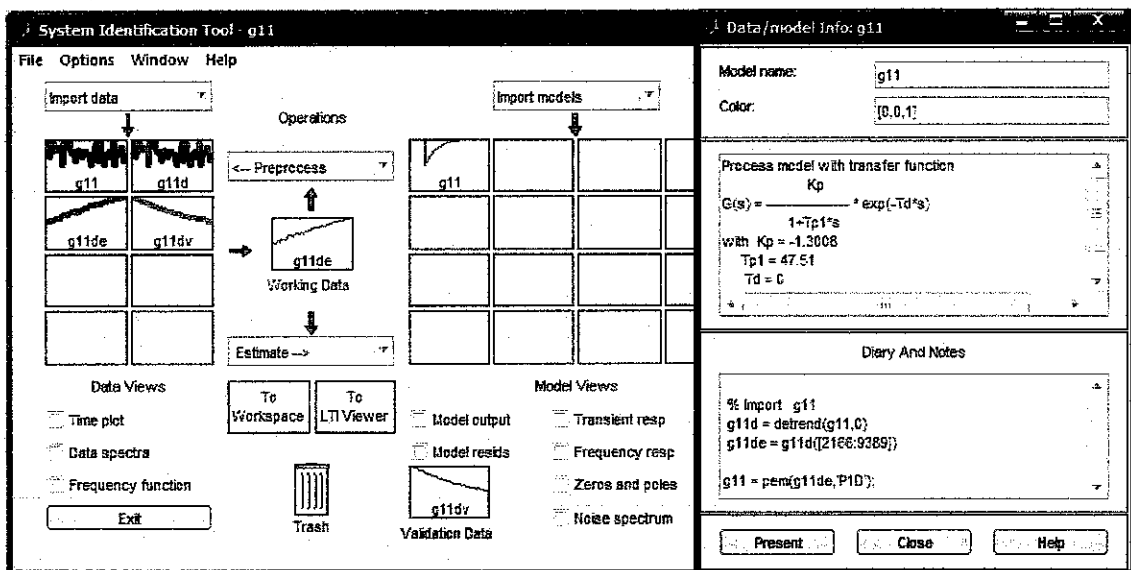 System Identification Tool - g11
File Options Window Help
Import data
Operations
Import models
g11
g11d
<-- Preprocess
g11
g11de
g11dv
g11de
Working Data
Estimate -->
Data Views
To Workspace
To LTI Viewer
Model Views
Time plot
Data spectra
Frequency function
Exit
Trash
Model output
Model resids
g11dv
Validation Data
Transient resp
Frequency resp
Zeros and poles
Noise spectrum
Data/model Info: g11
Model name:
g11
Color:
[0,0,1]
Process model with transfer function
Kp
G(s) = ---------- * exp(-Td*s)
1+Tp1*s
with Kp = -1.3008
Tp1 = 47.51
Td = 0
Diary And Notes
% Import g11
g11d = detrend(g11,0)
g11de = g11d([2166:9389])
g11 = pem(g11de,'P1D');
Present
Close
Help